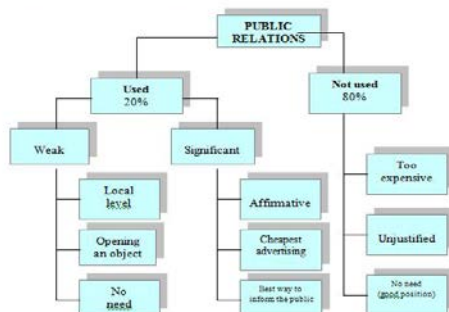 PUBLIC
RELATIONS
Used
20%
Not used
80%
Weak
Significant
Local
level
Opening
an object
No
need
Affirmative
Cheapest
advertising
Best way to
inform the public
Too
expensive
Unjustified
No need
(good position)